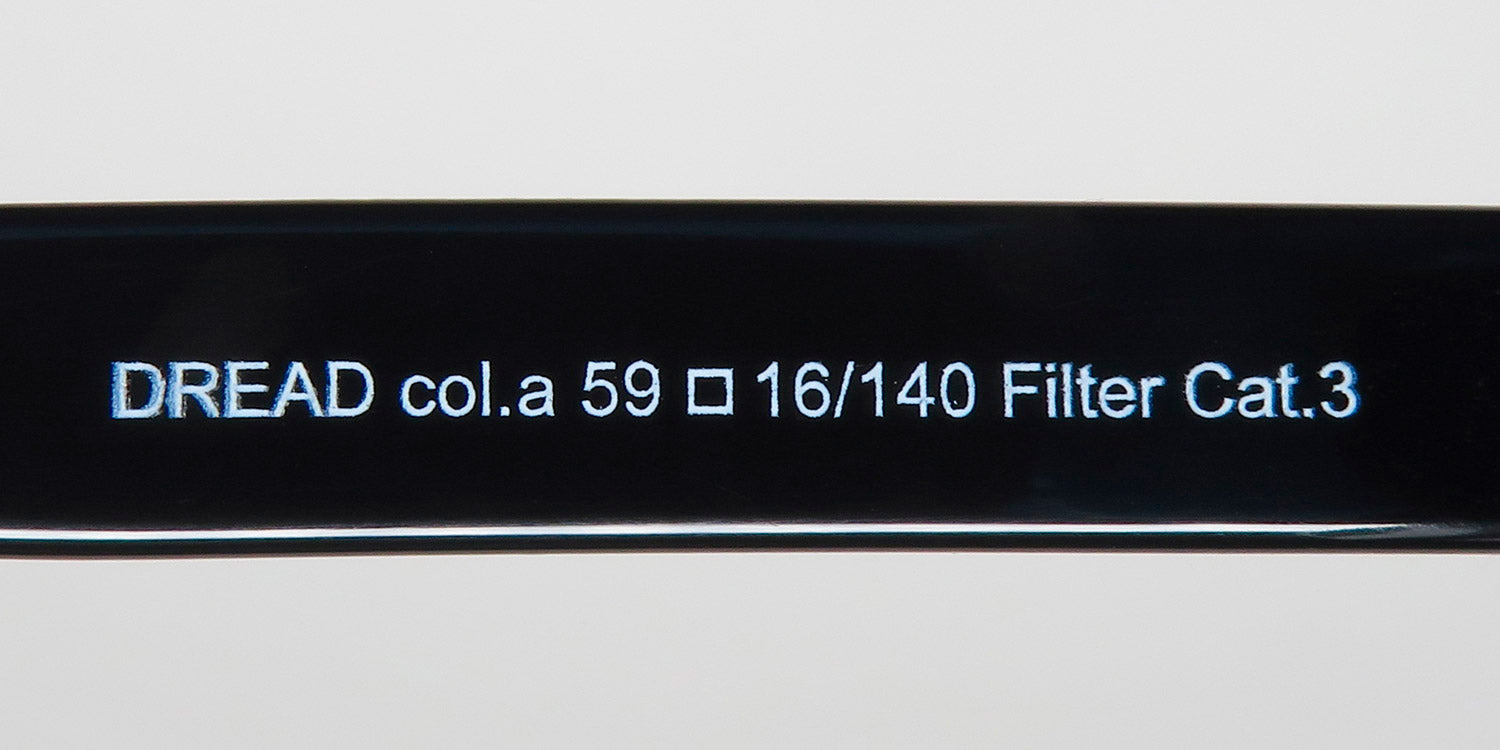 DREAD col.a 59 □ 16/140 Filter Cat.3